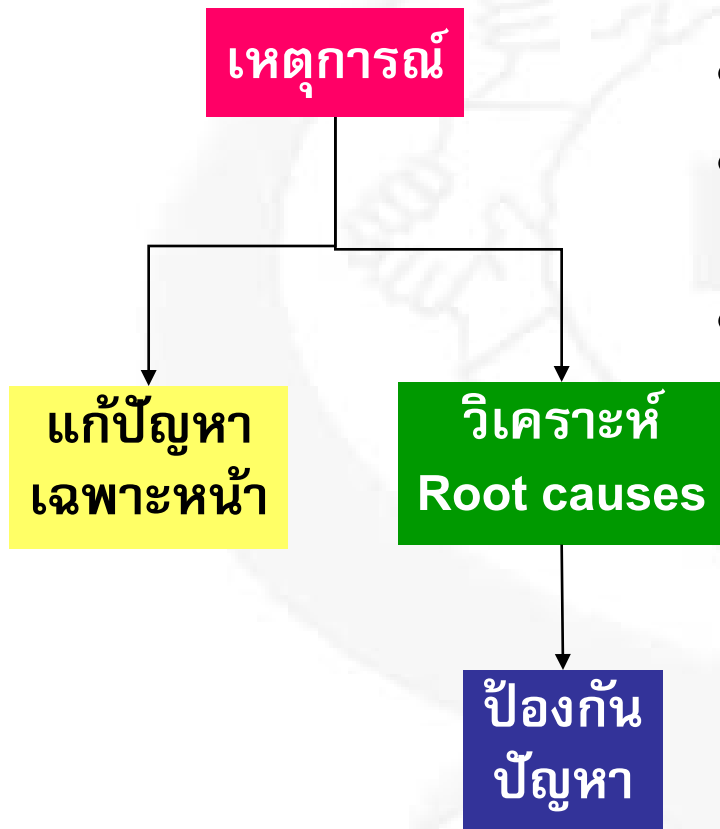 เหตุการณ์
แก้ปัญหา
เฉพาะหน้า
วิเคราะห์
Root causes
ป้องกัน
ปัญหา